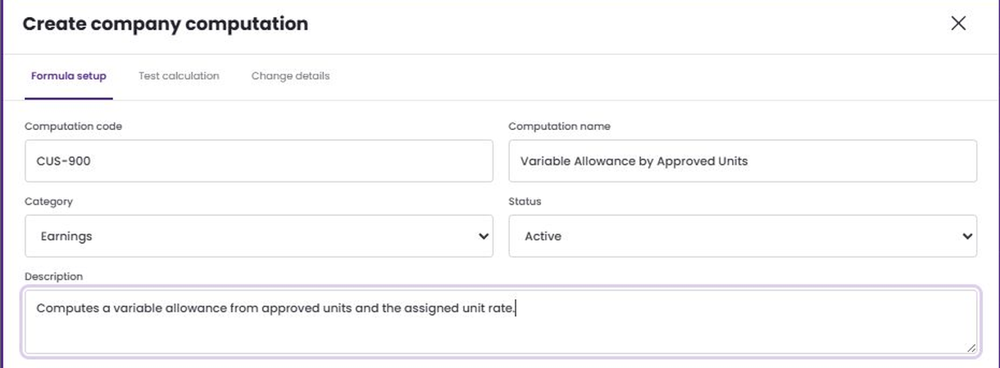 Create company computation
Formula setup Test calculation Change details
Computation code Computation name
CUS-900 Variable Allowance by Approved Units
Category Status
Earnings Active
Description
Computes a variable allowance from approved units and the assigned unit rate.